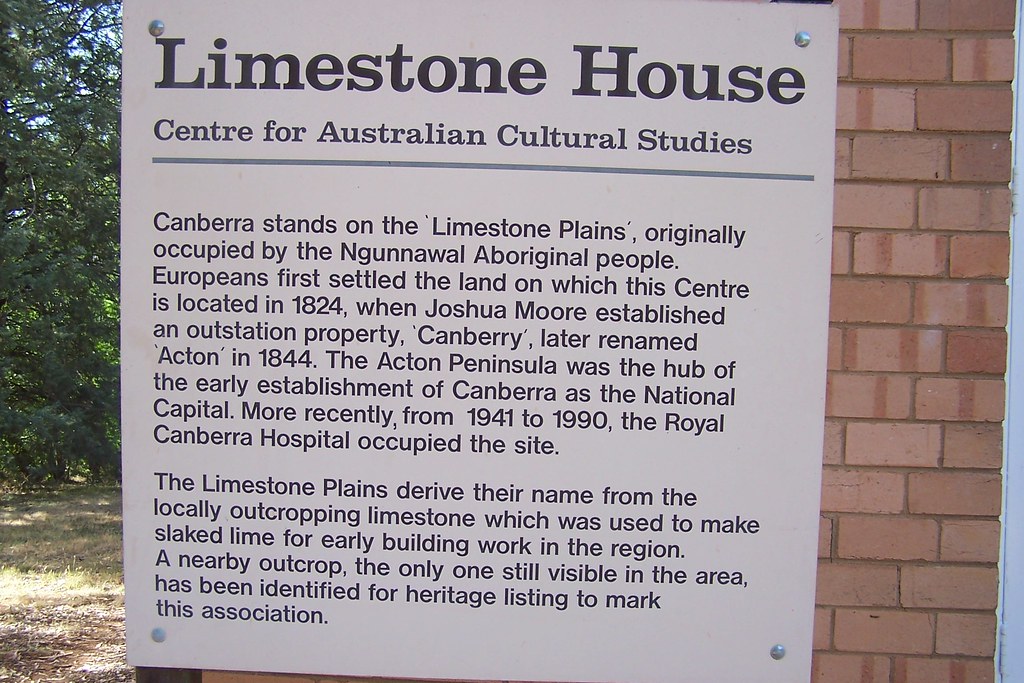 Limestone House
Centre for Australian Cultural Studies
Canberra stands on the `Limestone Plains´, originally
occupied by the Ngunnawal Aboriginal people.
Europeans first settled the land on which this Centre
is located in 1824, when Joshua Moore established
an outstation property, `Canberry´, later renamed
`Acton´ in 1844. The Acton Peninsula was the hub of
the early establishment of Canberra as the National
Capital. More recently, from 1941 to 1990, the Royal
Canberra Hospital occupied the site.
The Limestone Plains derive their name from the
locally outcropping limestone which was used to make
slaked lime for early building work in the region.
A nearby outcrop, the only one still visible in the area,
has been identified for heritage listing to mark
this association.